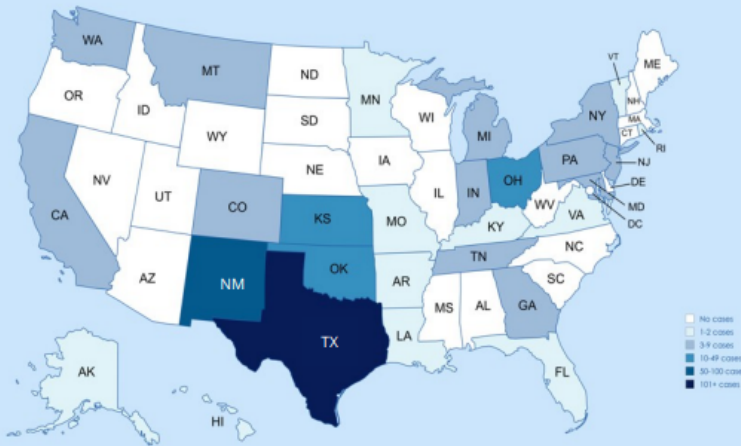 WA
MT
ND
MN
VT
ME
OR
ID
SD
WI
MI
NY
NH
MA
CT
RI
WY
NE
IA
PA
NJ
NV
UT
CO
KS
MO
IL
IN
OH
WV
DE
MD
DC
CA
KY
VA
AZ
NM
OK
AR
TN
NC
SC
TX
LA
MS
AL
GA
AK
HI
FL
No cases
1-2 cases
3-9 cases
10-49 cases
50-100 cases
101+ cases